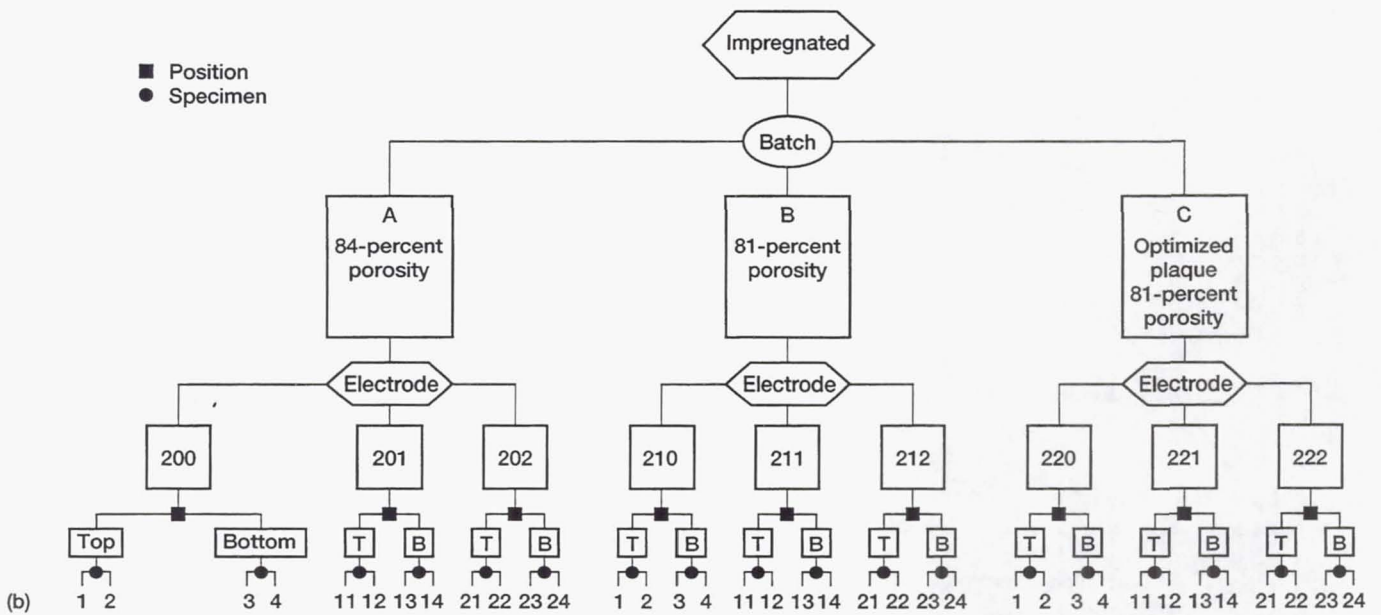 Impregnated
Position
Specimen
Batch
A
84-percent
porosity
B
81-percent
porosity
C
Optimized
plaque
81-percent
porosity
Electrode Electrode Electrode
200 201 202 210 211 212 220 221 222
Top Bottom T B T B T B T B T B T B T B T B
(b) 1 2 3 4 11 12 13 14 21 22 23 24 1 2 3 4 11 12 13 14 21 22 23 24 1 2 3 4 11 12 13 14 21 22 23 24